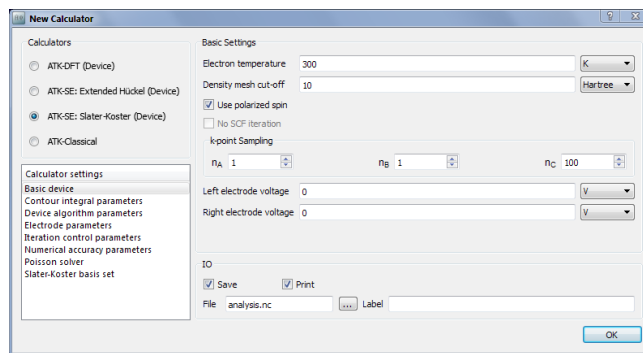 New Calculator
Calculators
ATK-DFT (Device)
ATK-SE: Extended Hückel (Device)
ATK-SE: Slater-Koster (Device)
ATK-Classical
Calculator settings
Basic device
Contour integral parameters
Device algorithm parameters
Electrode parameters
Iteration control parameters
Numerical accuracy parameters
Poisson solver
Slater-Koster basis set
Basic Settings
Electron temperature 300 K
Density mesh cut-off 10 Hartree
Use polarized spin
No SCF iteration
k-point Sampling
nA 1 nB 1 nC 100
Left electrode voltage 0 V
Right electrode voltage 0 V
IO
Save Print
File analysis.nc ... Label
OK